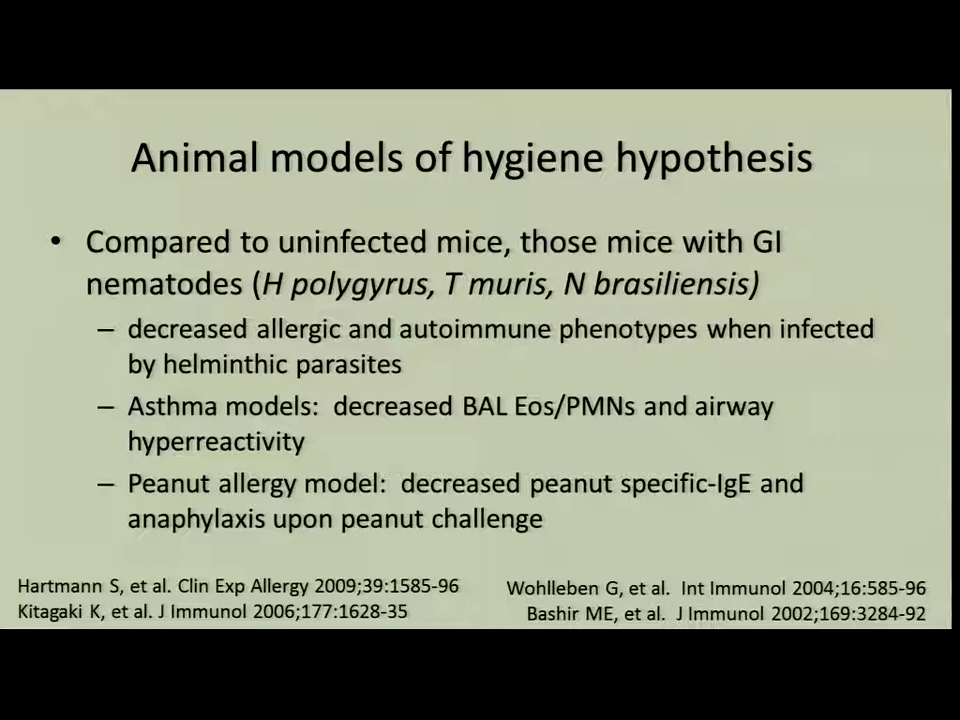 Animal models of hygiene hypothesis
• Compared to uninfected mice, those mice with GI
nematodes (H polygyrus, T muris, N brasiliensis)
– decreased allergic and autoimmune phenotypes when infected
by helminthic parasites
– Asthma models:  decreased BAL Eos/PMNs and airway
hyperreactivity
– Peanut allergy model:  decreased peanut specific-IgE and
anaphylaxis upon peanut challenge
Hartmann S, et al. Clin Exp Allergy 2009;39:1585-96
Kitagaki K, et al. J Immunol 2006;177:1628-35
Wohlleben G, et al.  Int Immunol 2004;16:585-96
Bashir ME, et al.  J Immunol 2002;169:3284-92